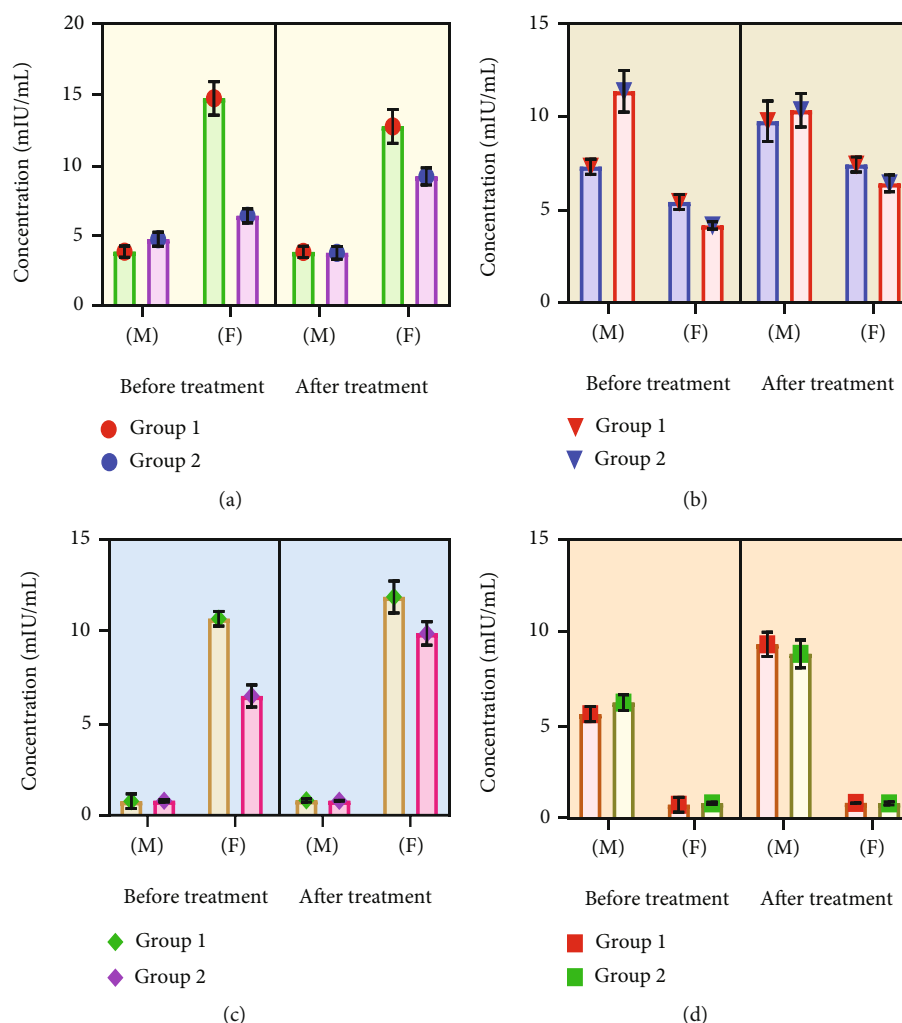 20
15
10
5
0
Concentration (mIU/mL)
(M)
(F)
(M)
(F)
Before treatment
After treatment
Group 1
Group 2
(a)
15
10
5
0
Concentration (mIU/mL)
(M)
(F)
(M)
(F)
Before treatment
After treatment
Group 1
Group 2
(b)
15
10
5
0
Concentration (mIU/mL)
(M)
(F)
(M)
(F)
Before treatment
After treatment
Group 1
Group 2
(c)
15
10
5
0
Concentration (mIU/mL)
(M)
(F)
(M)
(F)
Before treatment
After treatment
Group 1
Group 2
(d)